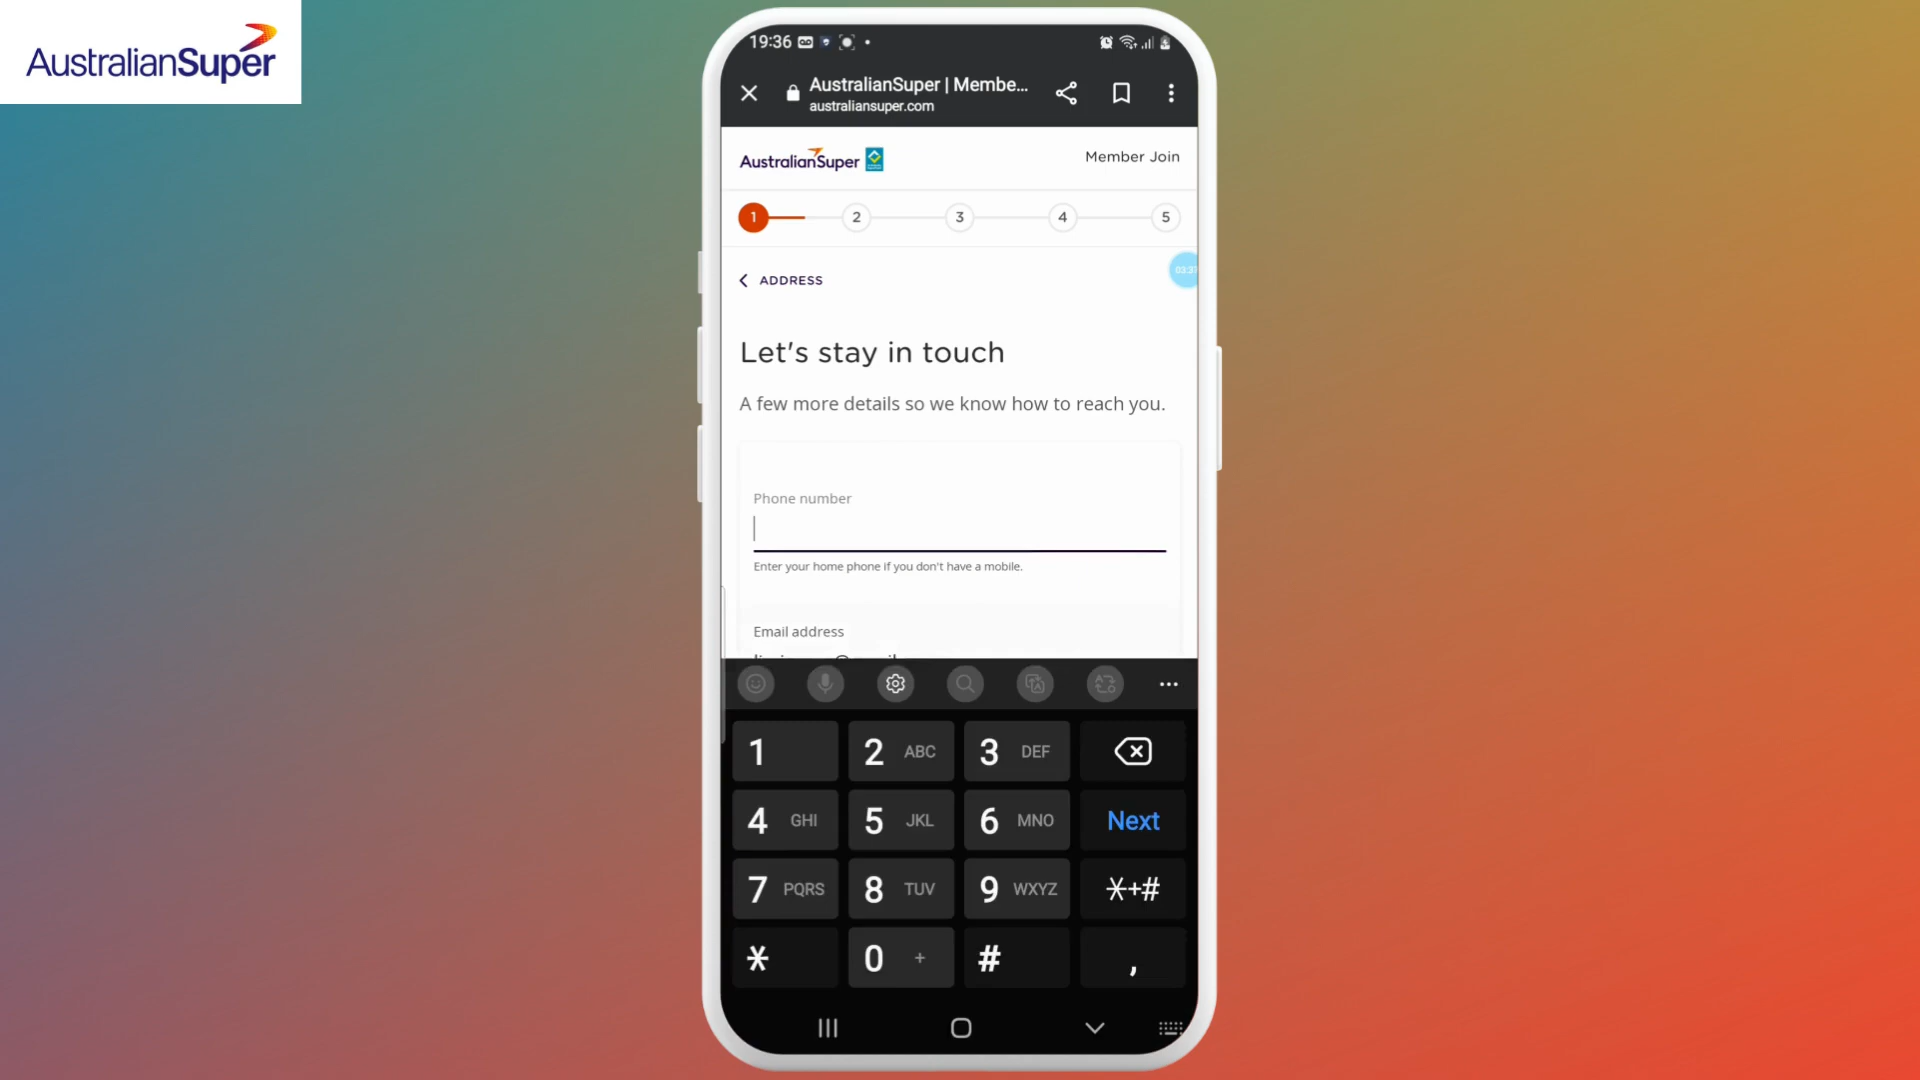 AustralianSuper
19:36
AustralianSuper | Membe...
australiansuper.com
AustralianSuper
Member Join
1 2 3 4 5
ADDRESS
Let's stay in touch
A few more details so we know how to reach you.
Phone number
Enter your home phone if you don't have a mobile.
Email address
1 2 ABC 3 DEF
4 GHI 5 JKL 6 MNO Next
7 PQRS 8 TUV 9 WXYZ *+#
* 0 + # ,